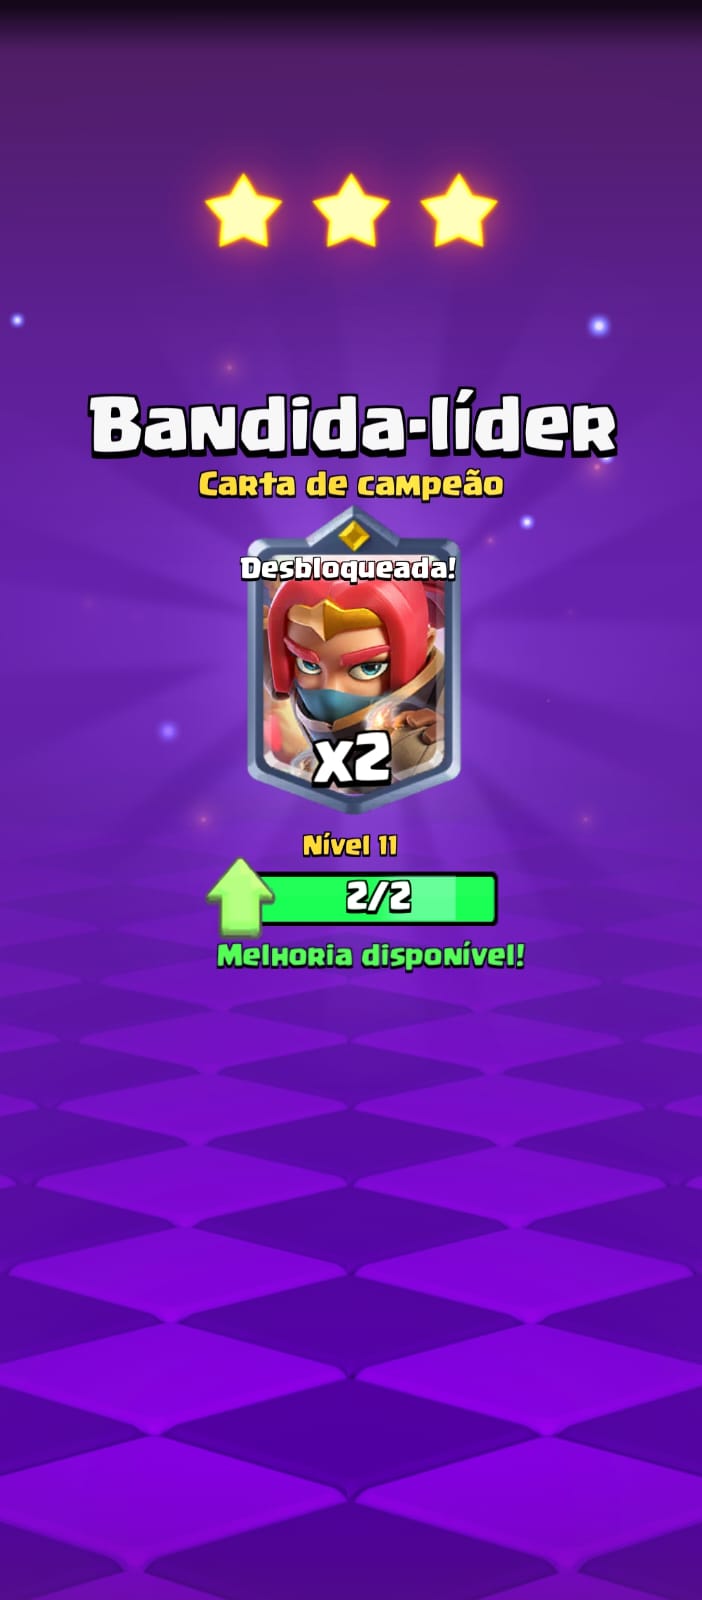 Bandida-líder
Carta de campeão
Desbloqueada!
x2
Nível 11
2/2
Melhoria disponível!